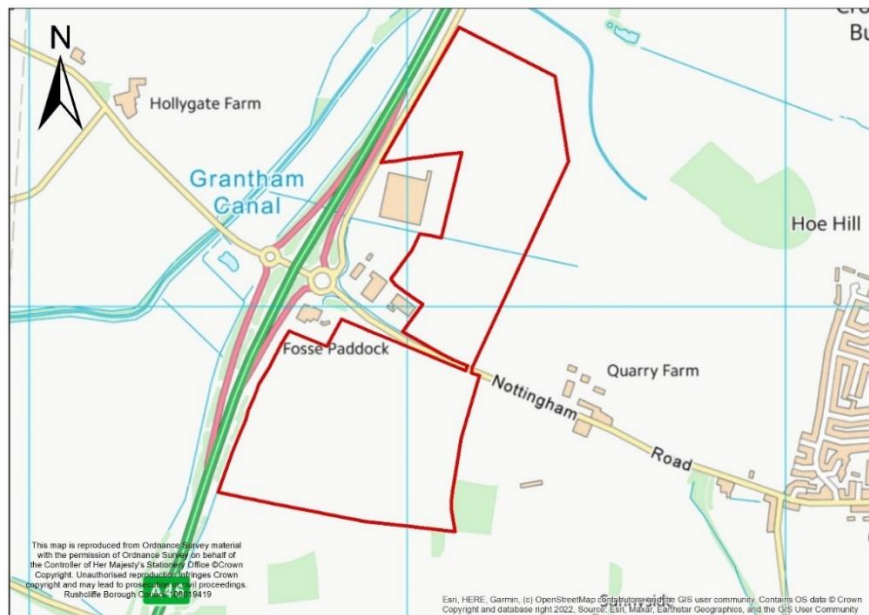 Cro
Bu
N
Hollygate Farm
Grantham
Canal
Hoe Hill
Fosse Paddock
Quarry Farm
Nottingham
Road
This map is reproduced from Ordnance Survey material
with the permission of Ordnance Survey on behalf of
the Controller of Her Majesty's Stationery Office ©Crown
Copyright. Unauthorised reproduction infringes Crown
copyright and may lead to prosecution or civil proceedings.
Rushcliffe Borough Council
Sunnyside
Esri, HERE, Garmin, (c) OpenStreetMap contributors, and the GIS user community, Contains OS data © Crown
Copyright and database right 2022, Source: Esri, Maxar, Earthstar Geographics, and the GIS User Community